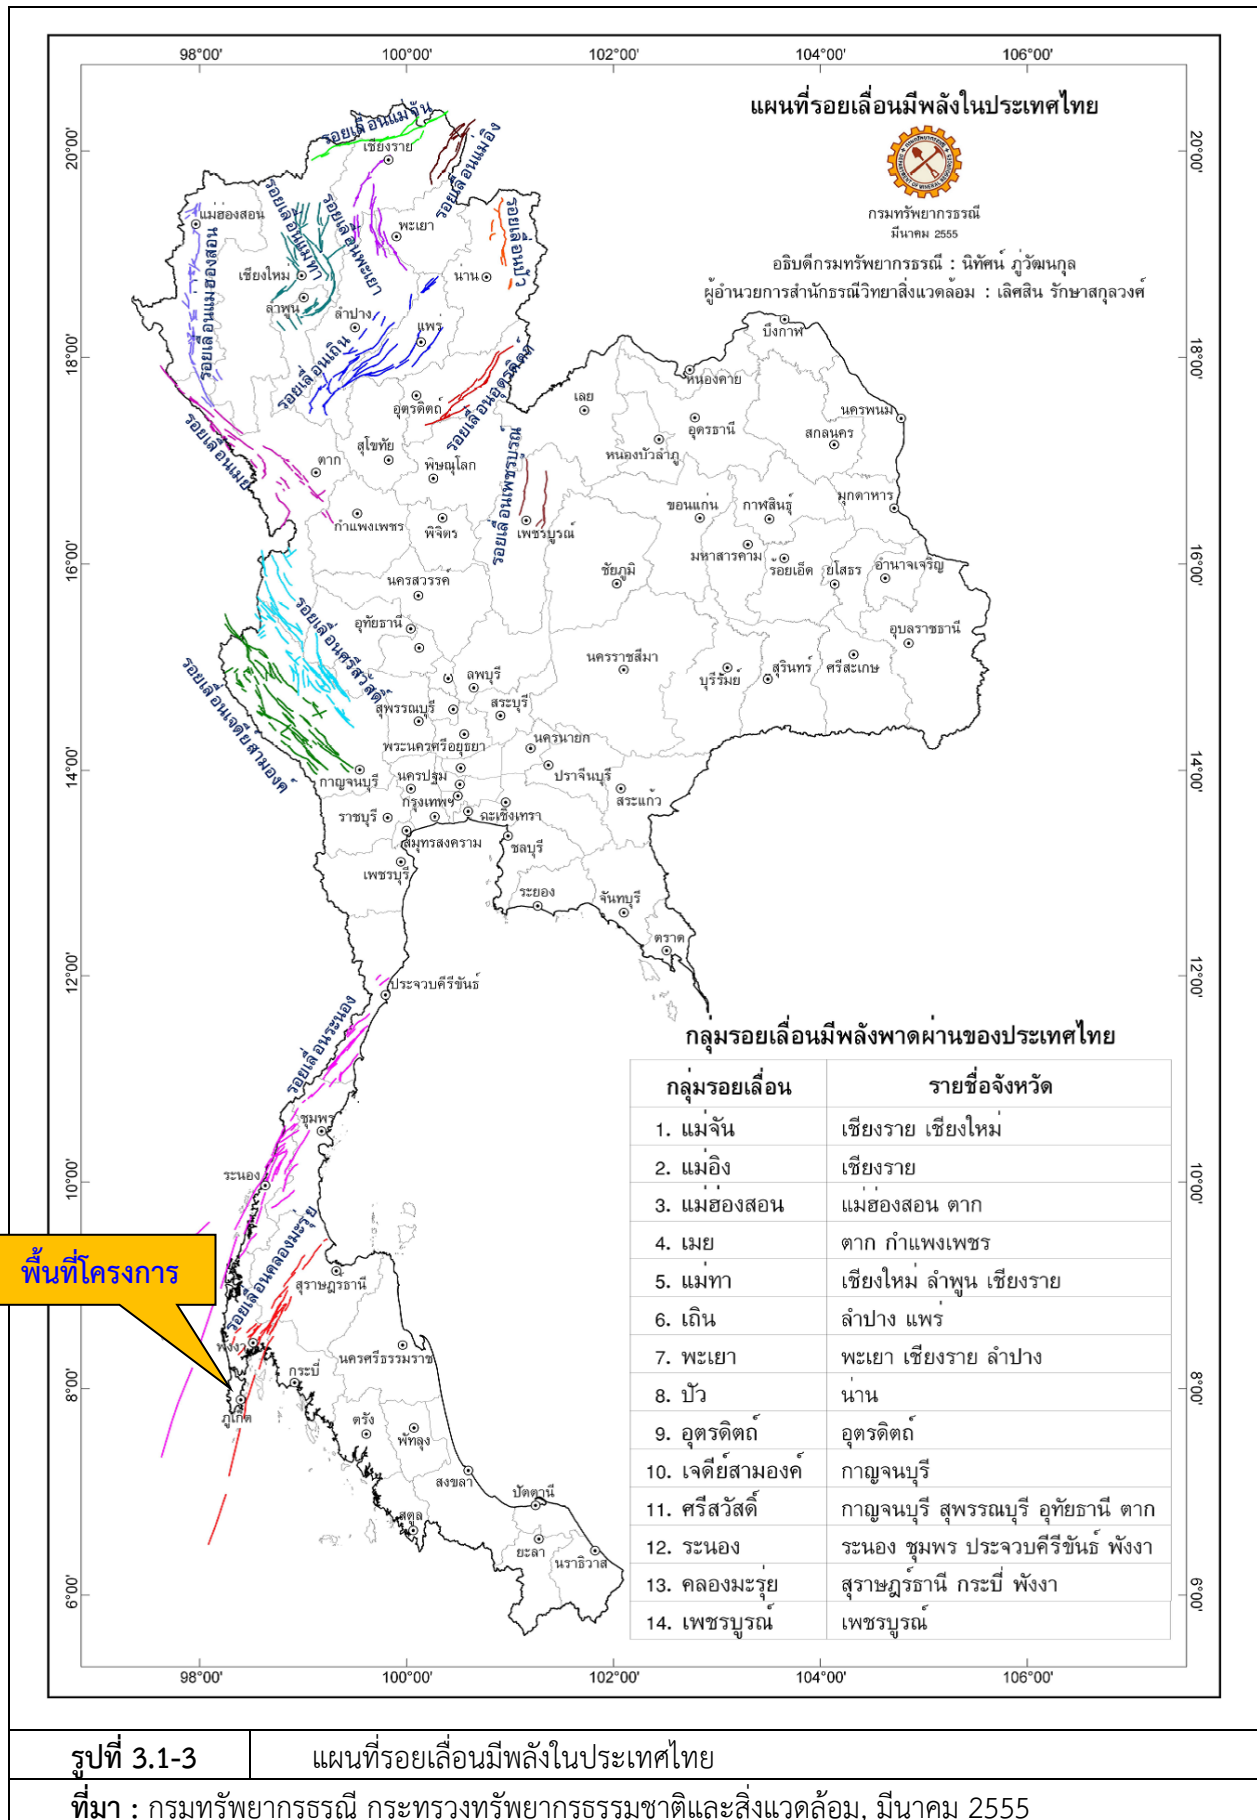 98°00' 100°00' 102°00' 104°00' 106°00'
แผนที่รอยเลื่อนมีพลังในประเทศไทย
กรมทรัพยากรธรณี
มีนาคม 2555
อธิบดีกรมทรัพยากรธรณี : นิทัศน์ ภู่วัฒนกุล
ผู้อำนวยการสำนักธรณีวิทยาสิ่งแวดล้อม : เลิศสิน รักษาสกุลวงศ์
20°00' 20°00'
18°00' 18°00'
16°00' 16°00'
14°00' 14°00'
12°00' 12°00'
10°00' 10°00'
8°00' 8°00'
6°00' 6°00'
รอยเลื่อนแม่จัน
เชียงราย
รอยเลื่อนแม่อิง
แม่ฮ่องสอน
รอยเลื่อนแม่ฮ่องสอน
รอยเลื่อนแม่ทา
รอยเลื่อนพะเยา
พะเยา
รอยเลื่อนปัว
เชียงใหม่
น่าน
ลำพูน
ลำปาง
แพร่
รอยเลื่อนเถิน
รอยเลื่อนอุตรดิตถ์
อุตรดิตถ์
บึงกาฬ
หนองคาย
เลย
อุดรธานี
นครพนม
สกลนคร
หนองบัวลำภู
รอยเลื่อนเมย
สุโขทัย
ตาก
พิษณุโลก
รอยเลื่อนเพชรบูรณ์
กำแพงเพชร
พิจิตร
เพชรบูรณ์
ขอนแก่น
กาฬสินธุ์
มุกดาหาร
มหาสารคาม
ร้อยเอ็ด
ยโสธร
อำนาจเจริญ
ชัยภูมิ
นครสวรรค์
รอยเลื่อนศรีสวัสดิ์
อุทัยธานี
อุบลราชธานี
นครราชสีมา
บุรีรัมย์
สุรินทร์
ศรีสะเกษ
รอยเลื่อนเจดีย์สามองค์
ลพบุรี
สุพรรณบุรี
สระบุรี
พระนครศรีอยุธยา
นครนายก
กาญจนบุรี
นครปฐม
ปราจีนบุรี
กรุงเทพฯ
สระแก้ว
ราชบุรี
ฉะเชิงเทรา
สมุทรสงคราม
ชลบุรี
เพชรบุรี
ระยอง
จันทบุรี
ตราด
ประจวบคีรีขันธ์
รอยเลื่อนระนอง
ชุมพร
ระนอง
รอยเลื่อนคลองมะรุ่ย
พื้นที่โครงการ
สุราษฎร์ธานี
พังงา
นครศรีธรรมราช
กระบี่
ภูเก็ต
ตรัง
พัทลุง
สงขลา
ปัตตานี
สตูล
ยะลา
นราธิวาส
กลุ่มรอยเลื่อนมีพลังพาดผ่านของประเทศไทย
กลุ่มรอยเลื่อน รายชื่อจังหวัด
1. แม่จัน เชียงราย เชียงใหม่
2. แม่อิง เชียงราย
3. แม่ฮ่องสอน แม่ฮ่องสอน ตาก
4. เมย ตาก กำแพงเพชร
5. แม่ทา เชียงใหม่ ลำพูน เชียงราย
6. เถิน ลำปาง แพร่
7. พะเยา พะเยา เชียงราย ลำปาง
8. ปัว น่าน
9. อุตรดิตถ์ อุตรดิตถ์
10. เจดีย์สามองค์ กาญจนบุรี
11. ศรีสวัสดิ์ กาญจนบุรี สุพรรณบุรี อุทัยธานี ตาก
12. ระนอง ระนอง ชุมพร ประจวบคีรีขันธ์ พังงา
13. คลองมะรุ่ย สุราษฎร์ธานี กระบี่ พังงา
14. เพชรบูรณ์ เพชรบูรณ์
98°00' 100°00' 102°00' 104°00' 106°00'
รูปที่ 3.1-3 แผนที่รอยเลื่อนมีพลังในประเทศไทย
ที่มา : กรมทรัพยากรธรณี กระทรวงทรัพยากรธรรมชาติและสิ่งแวดล้อม, มีนาคม 2555